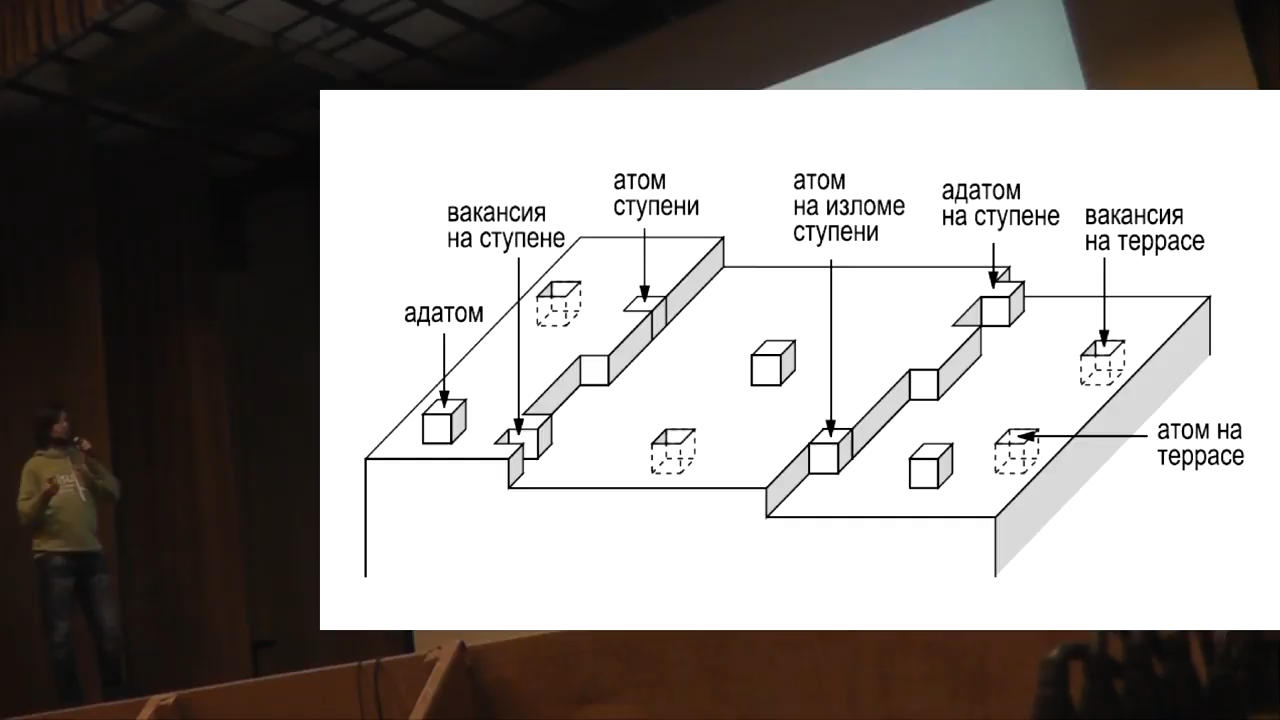 атом
ступени
атом
на изломе
ступени
адатом
на ступене
вакансия
на ступене
вакансия
на террасе
адатом
атом на
террасе